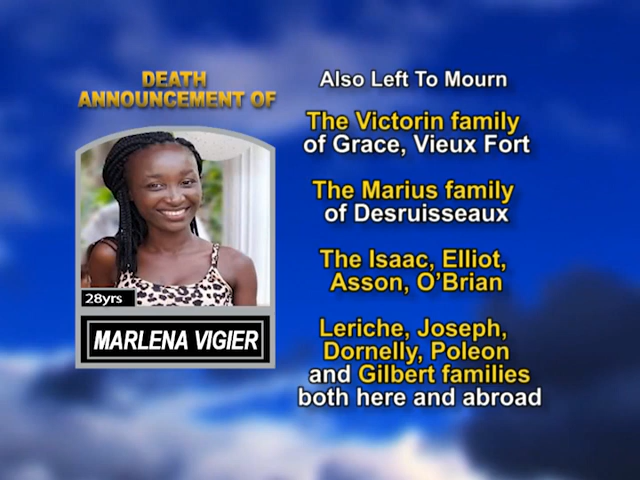 DEATH
ANNOUNCEMENT OF
28yrs
MARLENA VIGIER
Also Left To Mourn
The Victorin family
of Grace, Vieux Fort
The Marius family
of Desruisseaux
The Isaac, Elliot,
Asson, O'Brian
Leriche, Joseph,
Dornelly, Poleon
and Gilbert families
both here and abroad